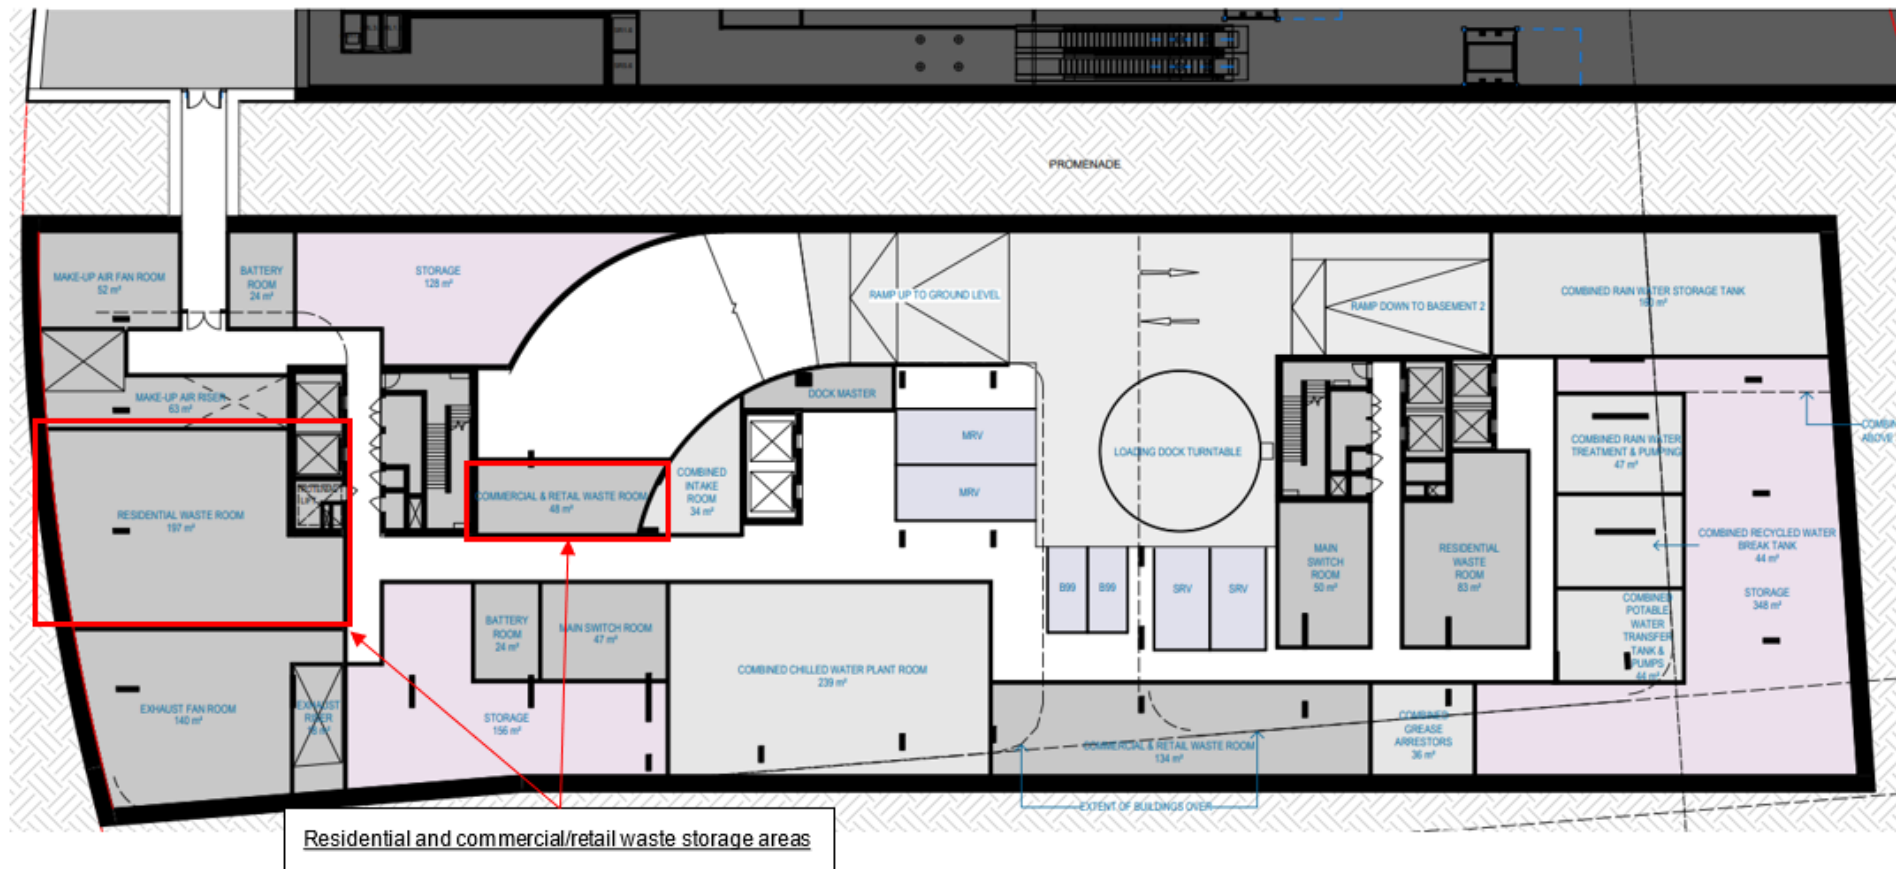 PROMENADE
MAKE-UP AIR FAN ROOM
52 m²
BATTERY
ROOM
24 m²
STORAGE
128 m²
RAMP UP TO GROUND LEVEL
RAMP DOWN TO BASEMENT 2
COMBINED RAIN WATER STORAGE TANK
MAKE-UP AIR RISER
63 m²
DOCK MASTER
MRV
MRV
LOADING DOCK TURNTABLE
COMBINED RAIN WATER
TREATMENT & PUMPING
47 m²
RESIDENTIAL WASTE ROOM
197 m²
LIFT
COMMERCIAL & RETAIL WASTE ROOM
48 m²
COMBINED
INTAKE
ROOM
34 m²
MAIN
SWITCH
ROOM
50 m²
RESIDENTIAL
WASTE
ROOM
83 m²
COMBINED RECYCLED WATER
BREAK TANK
44 m²
STORAGE
348 m²
B99
B99
SRV
SRV
COMBINED
POTABLE
WATER
TRANSFER
TANK &
PUMPS
44 m²
BATTERY
ROOM
24 m²
MAIN SWITCH ROOM
47 m²
COMBINED CHILLED WATER PLANT ROOM
239 m²
EXHAUST FAN ROOM
140 m²
EXHAUST
RISER
STORAGE
156 m²
COMMERCIAL & RETAIL WASTE ROOM
134 m²
COMBINED
GREASE
ARRESTORS
36 m²
EXTENT OF BUILDINGS OVER
Residential and commercial/retail waste storage areas